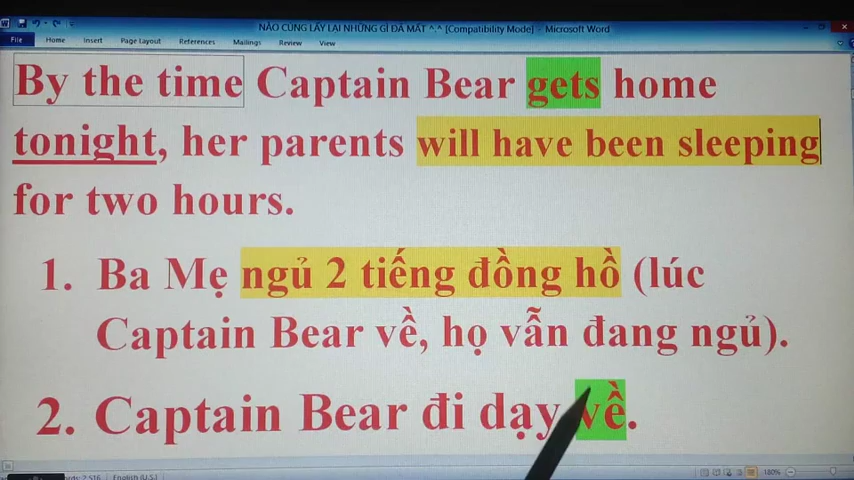 NÀO CÙNG LẤY LẠI NHỮNG GÌ ĐÃ MẤT ^.^ [Compatibility Mode] - Microsoft Word
File Home Insert Page Layout References Mailings Review View
By the time Captain Bear gets home
tonight, her parents will have been sleeping
for two hours.
1. Ba Mẹ ngủ 2 tiếng đồng hồ (lúc
Captain Bear về, họ vẫn đang ngủ).
2. Captain Bear đi dạy về.
English (U.S.) 180%